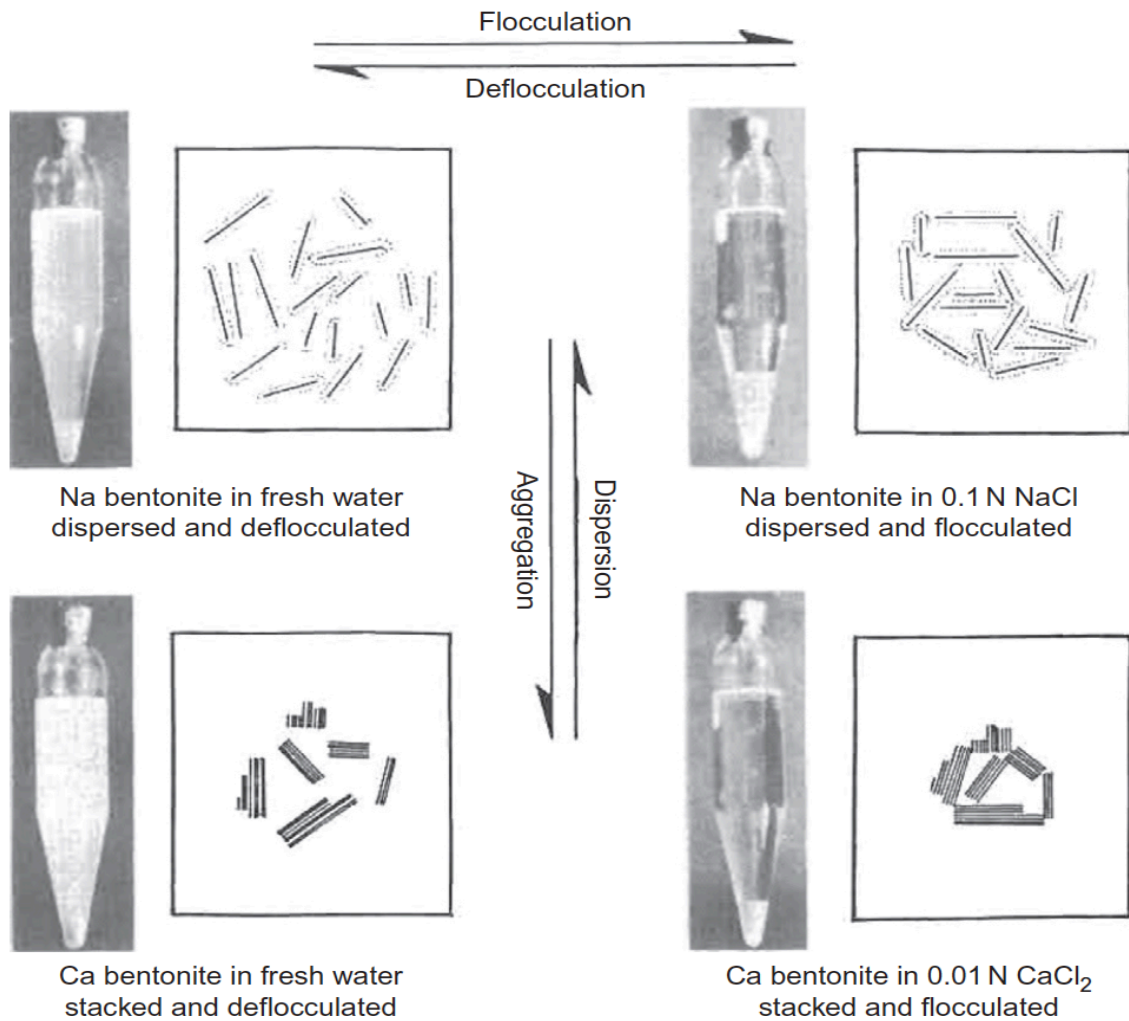 Flocculation
Deflocculation
Na bentonite in fresh water
dispersed and deflocculated
Na bentonite in 0.1 N NaCl
dispersed and flocculated
Aggregation
Dispersion
Ca bentonite in fresh water
stacked and deflocculated
Ca bentonite in 0.01 N CaCl₂
stacked and flocculated